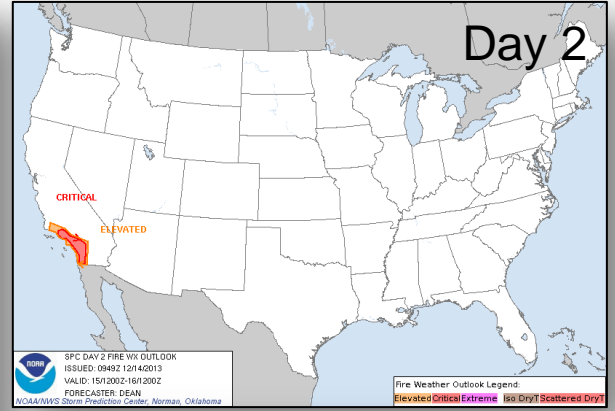 Day 2
CRITICAL
ELEVATED
NOAA
SPC DAY 2 FIRE WX OUTLOOK
ISSUED: 0949Z 12/14/2013
VALID: 15/1200Z-16/1200Z
FORECASTER: DEAN
NOAA/NWS Storm Prediction Center, Norman, Oklahoma
Fire Weather Outlook Legend:
Elevated Critical Extreme Iso DryT Scattered DryT